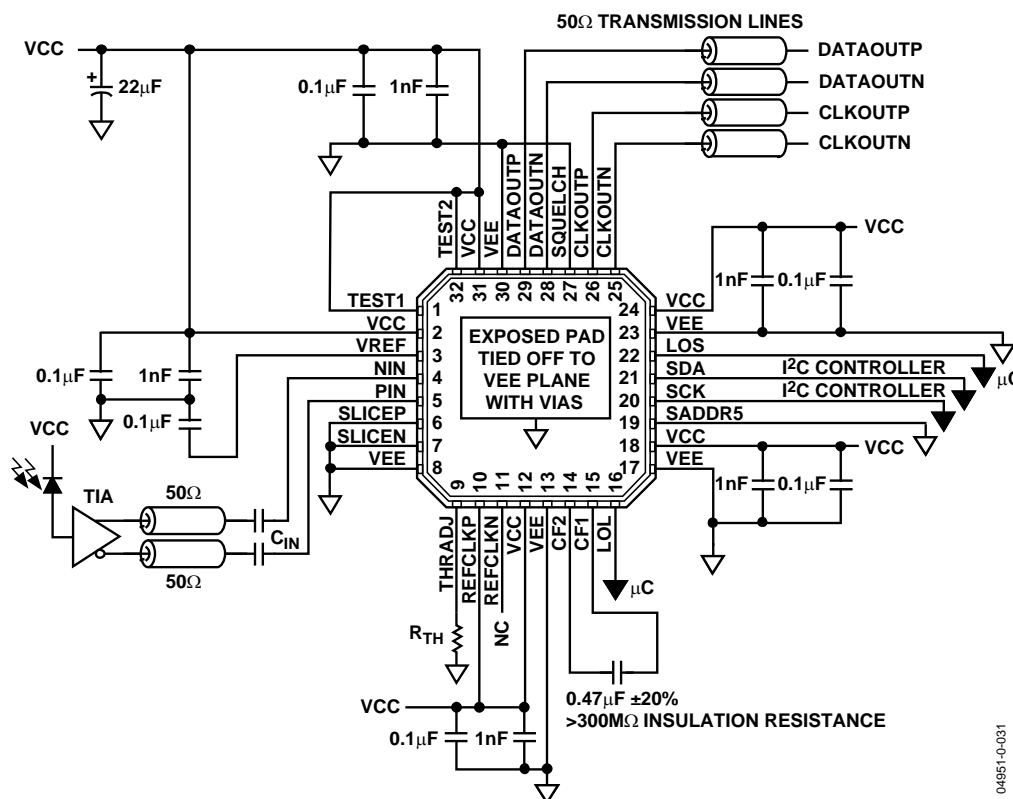 50Ω TRANSMISSION LINES
VCC
DATAOUTP
DATAOUTN
CLKOUTP
CLKOUTN
+
22μF
0.1μF
1nF
TEST2
VCC
VEE
DATAOUTP
DATAOUTN
SQUELCH
CLKOUTP
CLKOUTN
32
31
30
29
28
27
26
25
TEST1
VCC
VREF
NIN
PIN
SLICEP
SLICEN
VEE
1
2
3
4
5
6
7
8
EXPOSED PAD
TIED OFF TO
VEE PLANE
WITH VIAS
24
23
22
21
20
19
18
17
VCC
VEE
LOS
SDA
SCK
SADDR5
VCC
VEE
VCC
1nF
0.1μF
I2C CONTROLLER
I2C CONTROLLER
μC
VCC
1nF
0.1μF
0.1μF
1nF
0.1μF
VCC
TIA
50Ω
CIN
50Ω
9
10
11
12
13
14
15
16
THRADJ
REFCLKP
REFCLKN
VCC
VEE
CF2
CF1
LOL
RTH
NC
μC
0.47μF ±20%
>300MΩ INSULATION RESISTANCE
VCC
0.1μF
1nF
04951-0-031